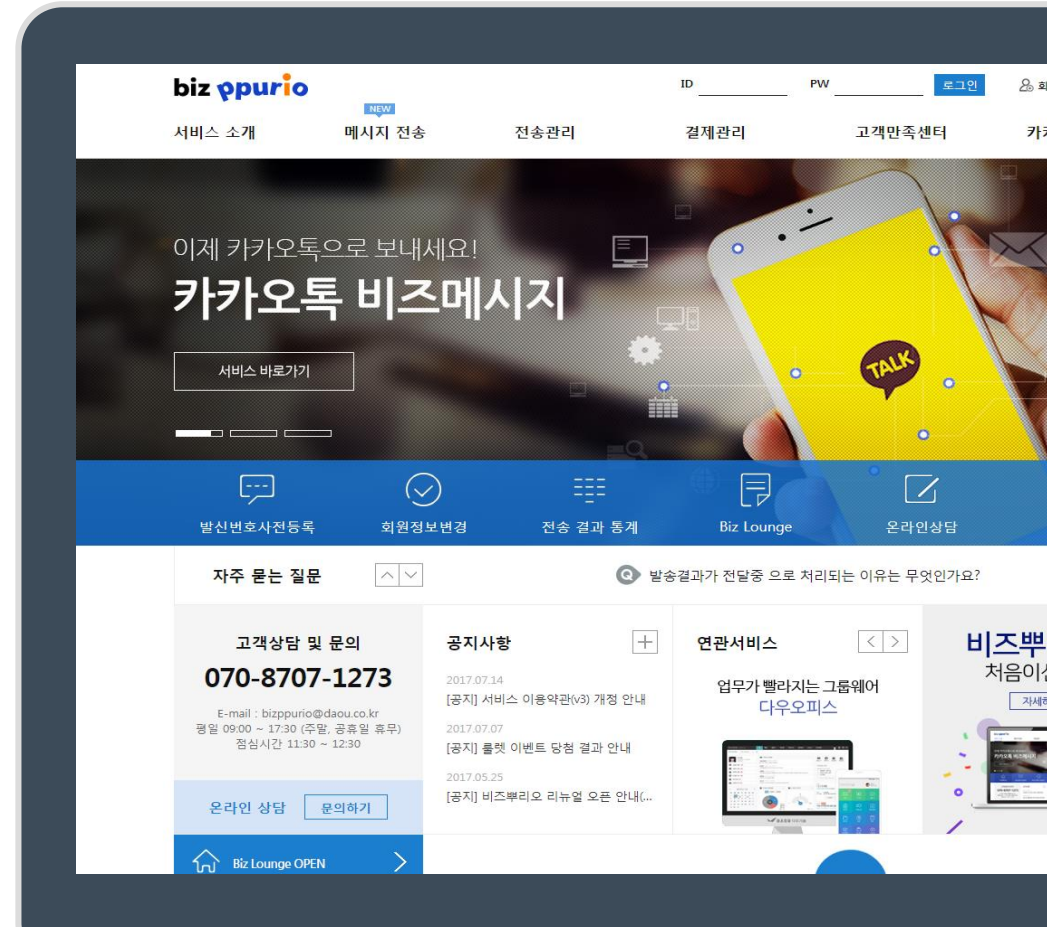 biz ppurio
ID
PW
로그인
회
NEW
서비스 소개
메시지 전송
전송관리
결제관리
고객만족센터
이제 카카오톡으로 보내세요!
카카오톡 비즈메시지
서비스 바로가기
TALK
발신번호사전등록
회원정보변경
전송 결과 통계
Biz Lounge
온라인상담
자주 묻는 질문
Q 발송결과가 전달중 으로 처리되는 이유는 무엇인가요?
고객상담 및 문의
070-8707-1273
E-mail : bizppurio@daou.co.kr
평일 09:00 ~ 17:30 (주말, 공휴일 휴무)
점심시간 11:30 ~ 12:30
온라인 상담
문의하기
Biz Lounge OPEN
공지사항
2017.07.14
[공지] 서비스 이용약관(v3) 개정 안내
2017.07.07
[공지] 룰렛 이벤트 당첨 결과 안내
2017.05.25
[공지] 비즈뿌리오 리뉴얼 오픈 안내(...
연관서비스
업무가 빨라지는 그룹웨어
다우오피스
비즈뿌
처음이신
자세히